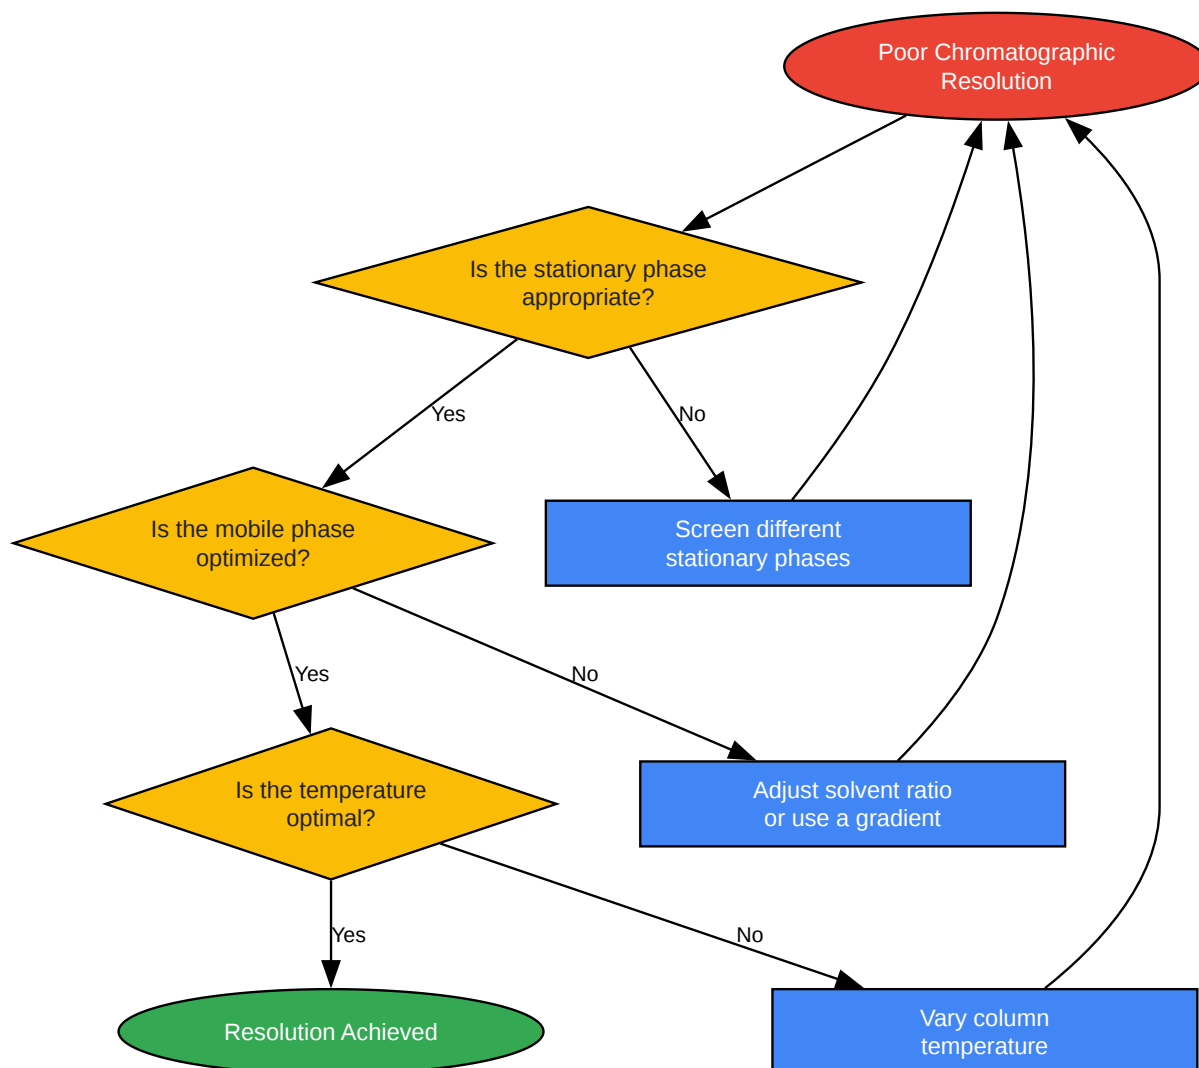 Poor Chromatographic
Resolution
Is the stationary phase
appropriate?
Yes
No
Is the mobile phase
optimized?
Screen different
stationary phases
Yes
No
Is the temperature
optimal?
Adjust solvent ratio
or use a gradient
Yes
No
Resolution Achieved
Vary column
temperature